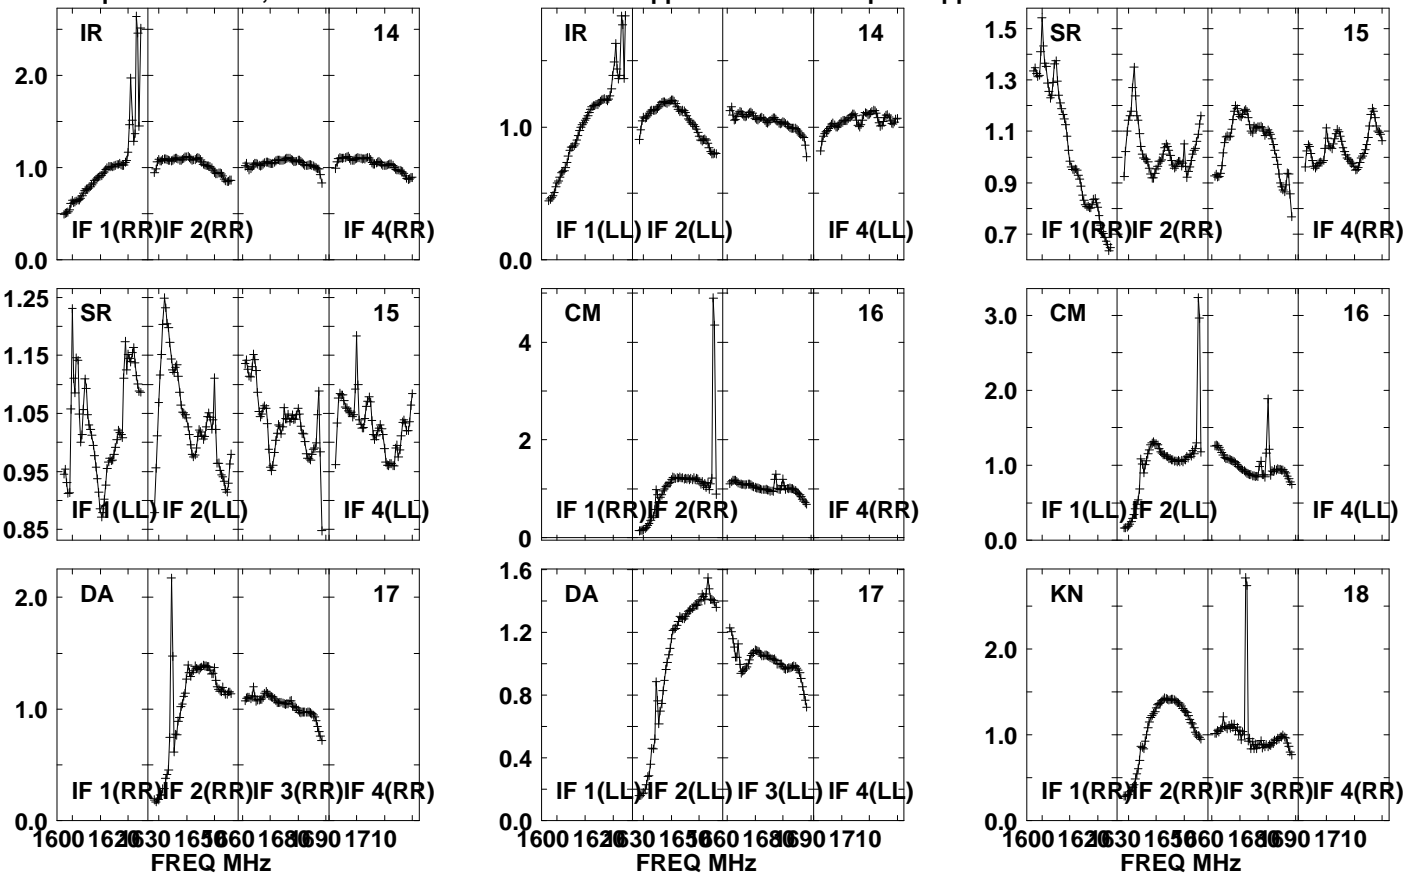 IR 14
2.0
1.0
0.0
IF 1(RR) IF 2(RR) IF 4(RR)
IR 14
1.0
0.0
IF 1(LL) IF 2(LL) IF 4(LL)
SR 15
1.5
1.3
1.1
0.9
0.7
IF 1(RR) IF 2(RR) IF 4(RR)
SR 15
1.25
1.15
1.05
0.95
0.85
IF 1(LL) IF 2(LL) IF 4(LL)
CM 16
4
2
0
IF 1(RR) IF 2(RR) IF 4(RR)
CM 16
3.0
2.0
1.0
0.0
IF 1(LL) IF 2(LL) IF 4(LL)
DA 17
2.0
1.0
0.0
IF 1(RR) IF 2(RR) IF 3(RR) IF 4(RR)
1600 1620 1630 1650 1660 1690 1710
FREQ MHz
DA 17
1.6
1.2
0.8
0.4
0.0
IF 1(LL) IF 2(LL) IF 3(LL) IF 4(LL)
1600 1620 1630 1650 1660 1690 1710
FREQ MHz
KN 18
2.0
1.0
0.0
IF 1(RR) IF 2(RR) IF 3(RR) IF 4(RR)
1600 1620 1630 1650 1660 1690 1710
FREQ MHz